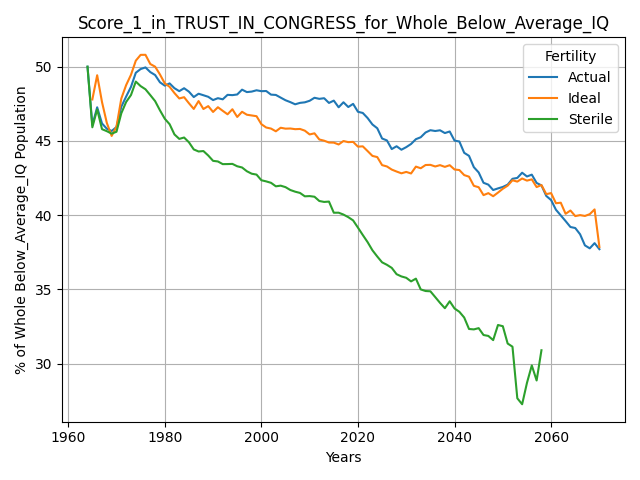 Score_1_in_TRUST_IN_CONGRESS_for_Whole_Below_Average_IQ
% of Whole Below_Average_IQ Population
50
45
40
35
30
Fertility
Actual
Ideal
Sterile
1960
1980
2000
2020
2040
2060
Years